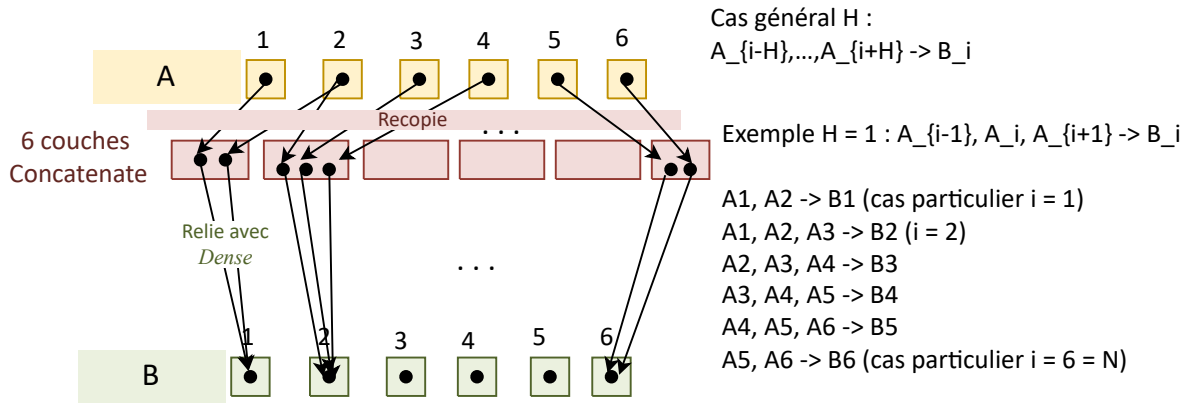 Cas général H :
A_{i-H},…,A_{i+H} -> B_i
1 2 3 4 5 6
A
Recopie
6 couches
Concatenate
. . .
Exemple H = 1 : A_{i-1}, A_i, A_{i+1} -> B_i
A1, A2 -> B1 (cas particulier i = 1)
A1, A2, A3 -> B2 (i = 2)
A2, A3, A4 -> B3
A3, A4, A5 -> B4
A4, A5, A6 -> B5
A5, A6 -> B6 (cas particulier i = 6 = N)
Relie avec
Dense
. . .
1 2 3 4 5 6
B